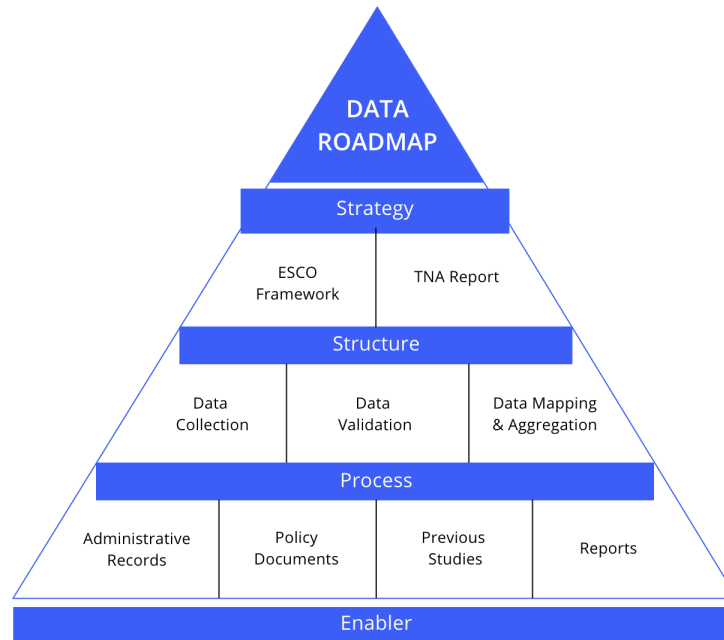 DATA
ROADMAP
Strategy
ESCO
Framework
TNA Report
Structure
Data
Collection
Data
Validation
Data Mapping
& Aggregation
Process
Administrative
Records
Policy
Documents
Previous
Studies
Reports
Enabler